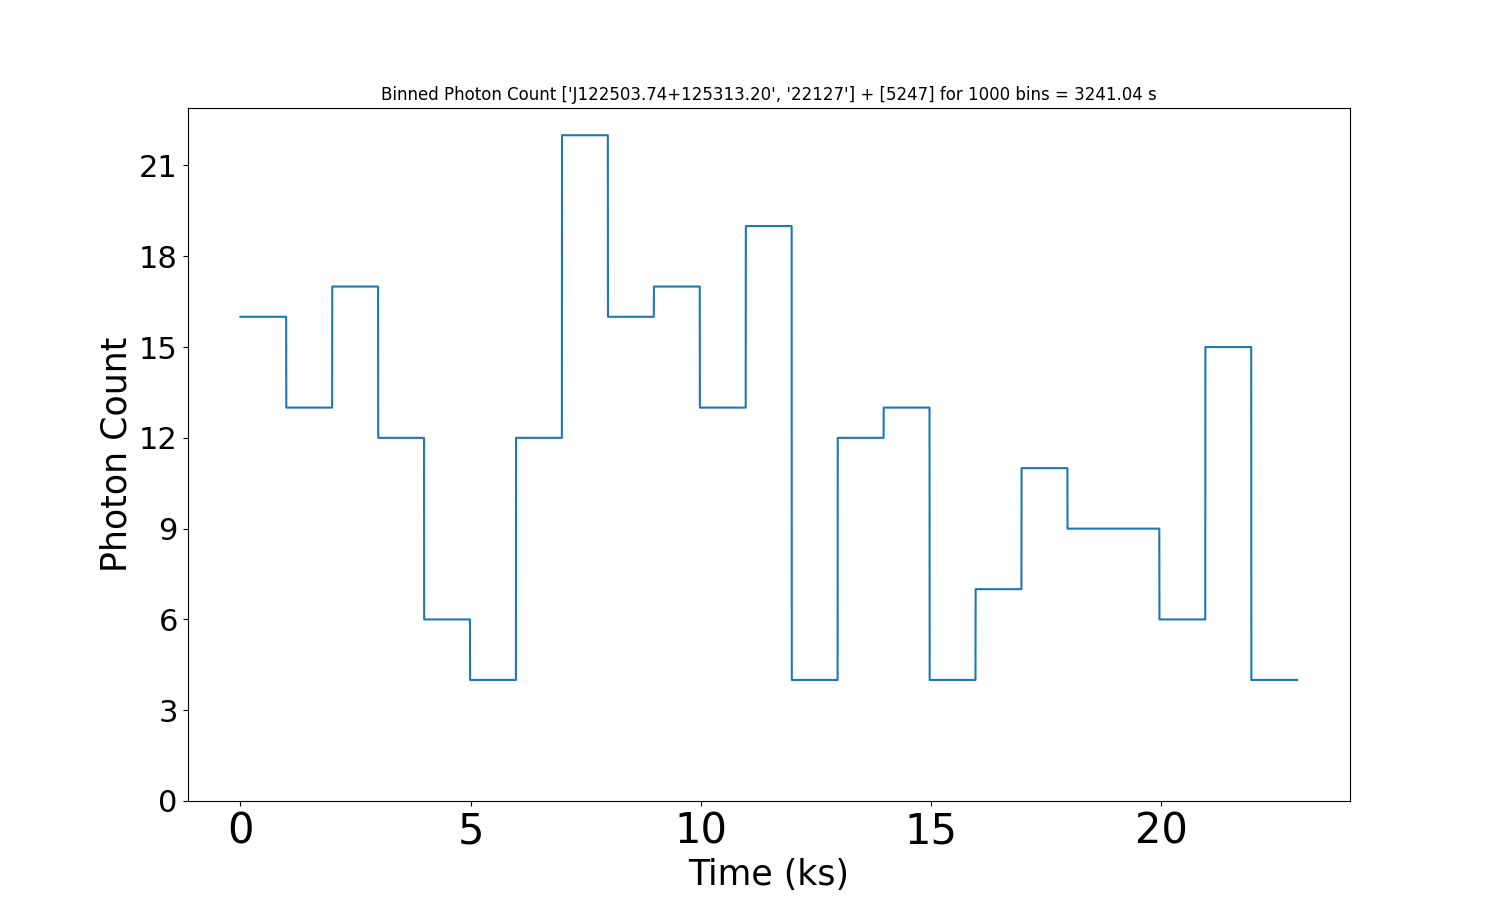 Binned Photon Count ['J122503.74+125313.20', '22127'] + [5247] for 1000 bins = 3241.04 s
21
18
15
12
9
6
3
0
Photon Count
0 5 10 15 20
Time (ks)